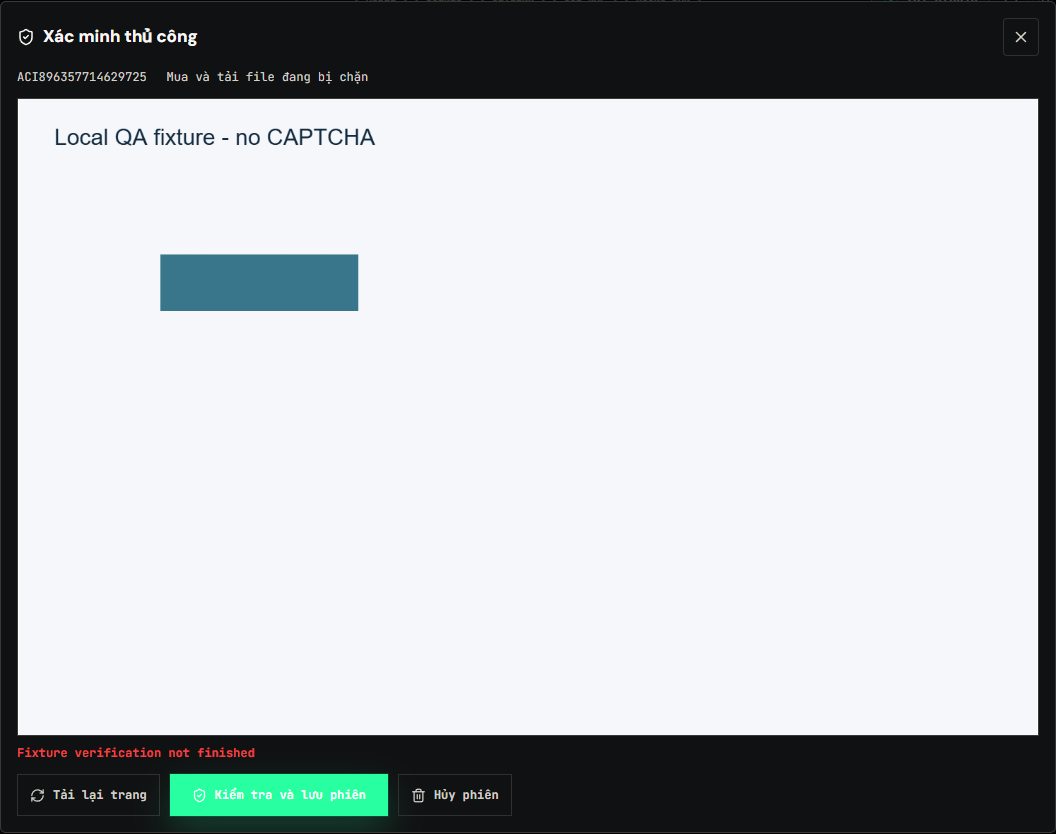 Xác minh thủ công
ACI896357714629725 Mua và tải file đang bị chặn
Local QA fixture - no CAPTCHA
Fixture verification not finished
Tải lại trang
Kiểm tra và lưu phiên
Hủy phiên